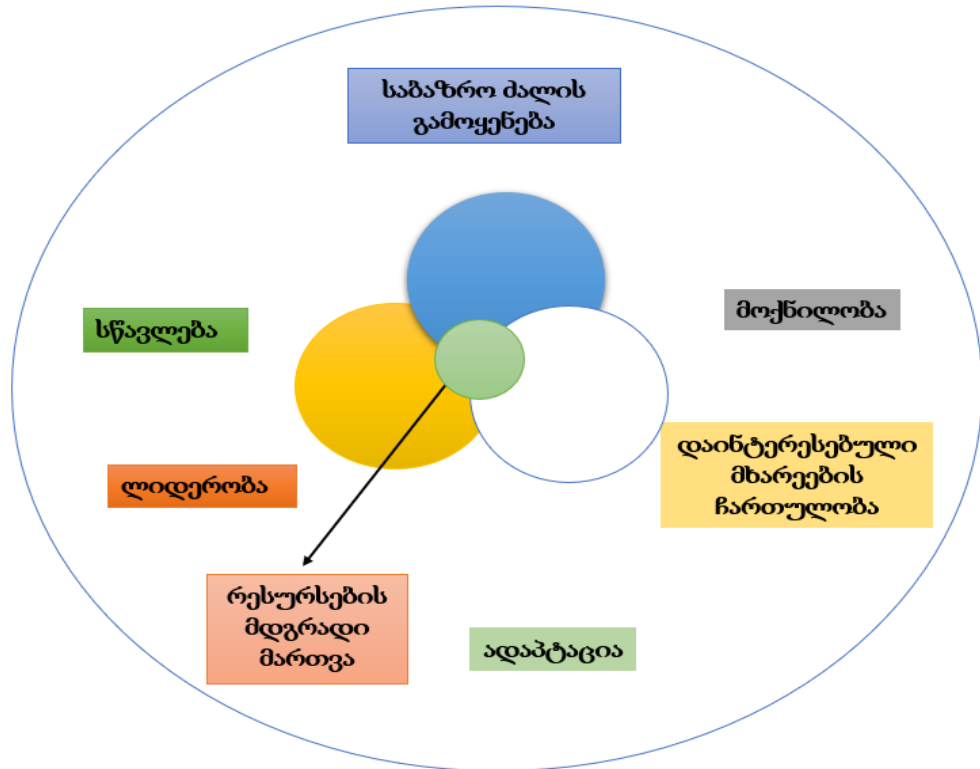 საბაზრო ძალის
გამოყენება
მოქნილობა
სწავლება
დაინტერესებული
მხარეების
ჩართულობა
ლიდერობა
რესურსების
მდგრადი
მართვა
ადაპტაცია